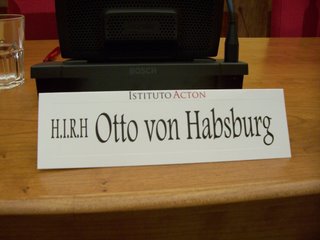 BOSCH
ISTITUTO ACTON
H.I.R.H Otto von Habsburg